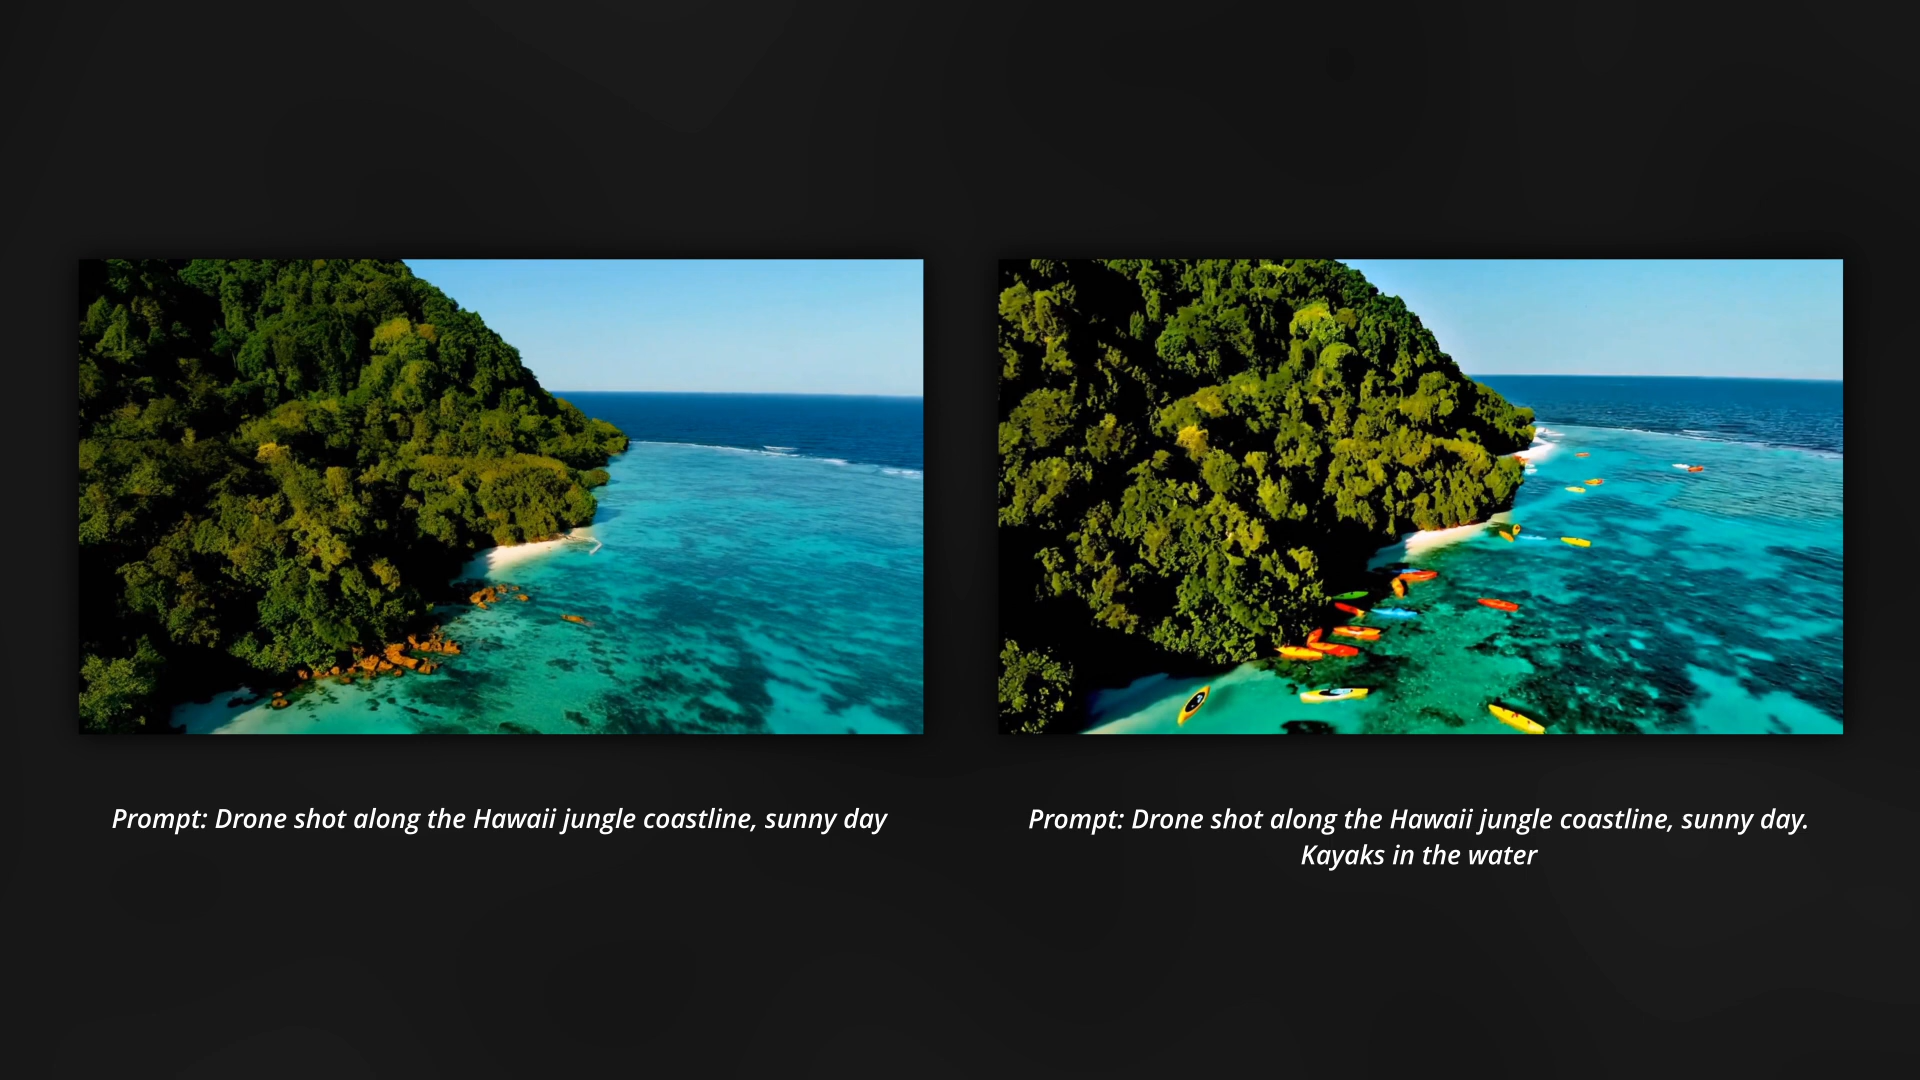 Prompt: Drone shot along the Hawaii jungle coastline, sunny day
Prompt: Drone shot along the Hawaii jungle coastline, sunny day.
Kayaks in the water